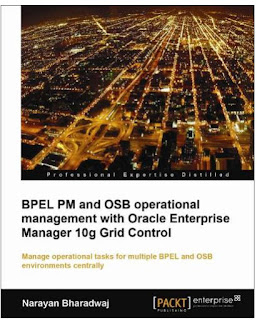 Professional Expertise Distilled
BPEL PM and OSB operational
management with Oracle Enterprise
Manager 10g Grid Control
Manage operational tasks for multiple BPEL and OSB
environments centrally
Narayan Bharadwaj
[PACKT] enterprise
PUBLISHING